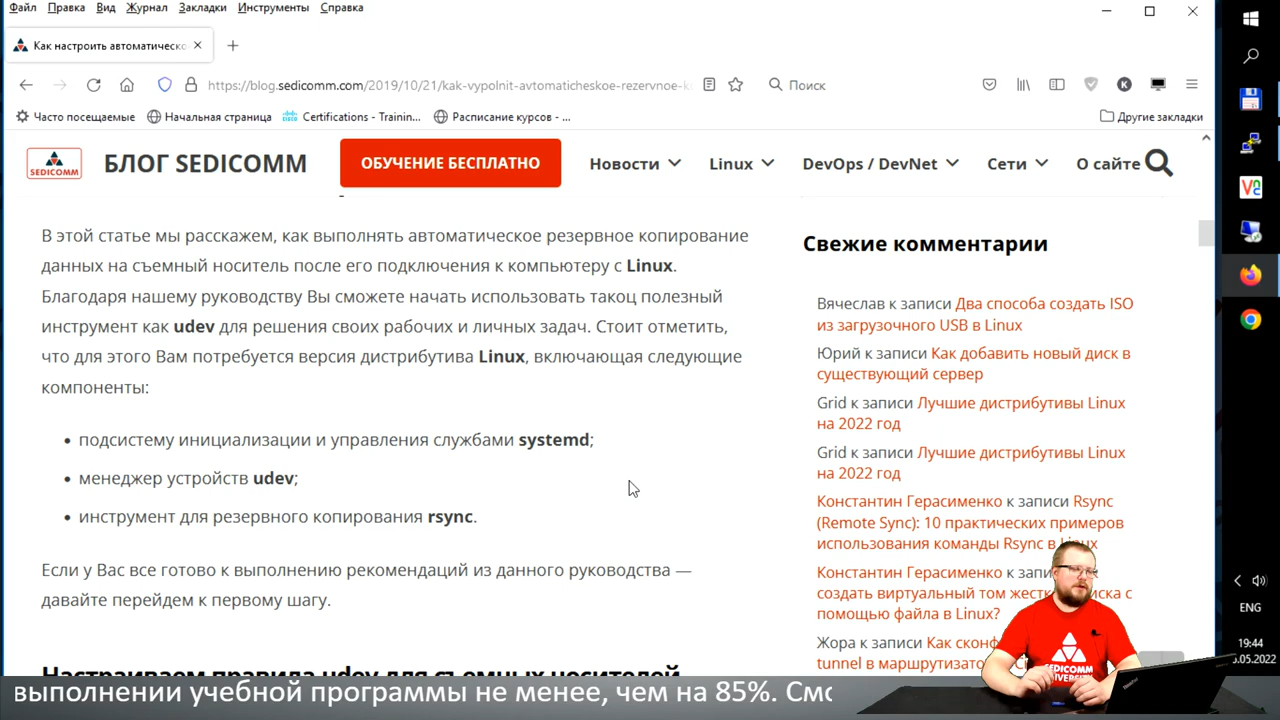 Файл Правка Вид Журнал Закладки Инструменты Справка
Как настроить автоматическо
https://blog.sedicomm.com/2019/10/21/kak-vypolnit-avtomaticheskoe-rezervnoe-k
Поиск
Часто посещаемые Начальная страница Certifications - Trainin... Расписание курсов - ... Другие закладки
SEDICOMM
БЛОГ SEDICOMM
ОБУЧЕНИЕ БЕСПЛАТНО
Новости Linux DevOps / DevNet Сети О сайте
В этой статье мы расскажем, как выполнять автоматическое резервное копирование
данных на съемный носитель после его подключения к компьютеру с Linux.
Благодаря нашему руководству Вы сможете начать использовать такоц полезный
инструмент как udev для решения своих рабочих и личных задач. Стоит отметить,
что для этого Вам потребуется версия дистрибутива Linux, включающая следующие
компоненты:
• подсистему инициализации и управления службами systemd;
• менеджер устройств udev;
• инструмент для резервного копирования rsync.
Если у Вас все готово к выполнению рекомендаций из данного руководства —
давайте перейдем к первому шагу.
Настраиваем правила udev для съемных носителей
Свежие комментарии
Вячеслав к записи Два способа создать ISO
из загрузочного USB в Linux
Юрий к записи Как добавить новый диск в
существующий сервер
Grid к записи Лучшие дистрибутивы Linux
на 2022 год
Grid к записи Лучшие дистрибутивы Linux
на 2022 год
Константин Герасименко к записи Rsync
(Remote Sync): 10 практических примеров
использования команды Rsync в Linux
Константин Герасименко к записи
создать виртуальный том жестк иска с
помощью файла в Linux?
Жора к записи Как сконф
tunnel в маршрутизато
SEDICOMM
UNIVERSITY
ENG
19:44
.05.2022
выполнении учебной программы не менее, чем на 85%. Смо